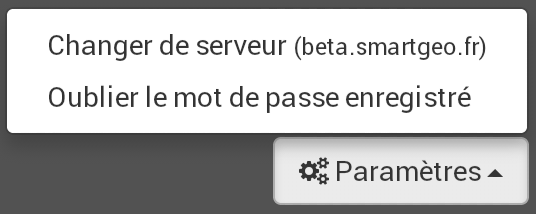 Changer de serveur (beta.smartgeo.fr)
Oublier le mot de passe enregistré
Paramètres